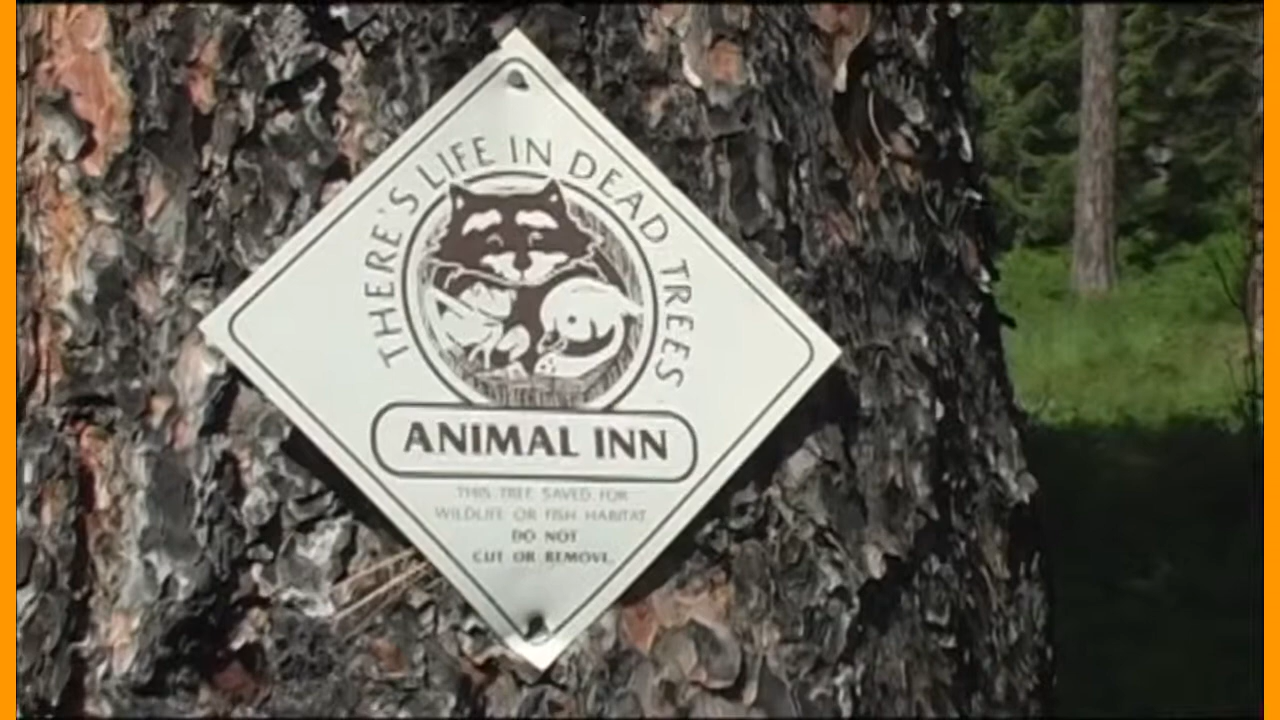 THERE'S LIFE IN DEAD TREES
ANIMAL INN
THIS TREE SAVED FOR
WILDLIFE OR FISH HABITAT
DO NOT
CUT OR REMOVE.